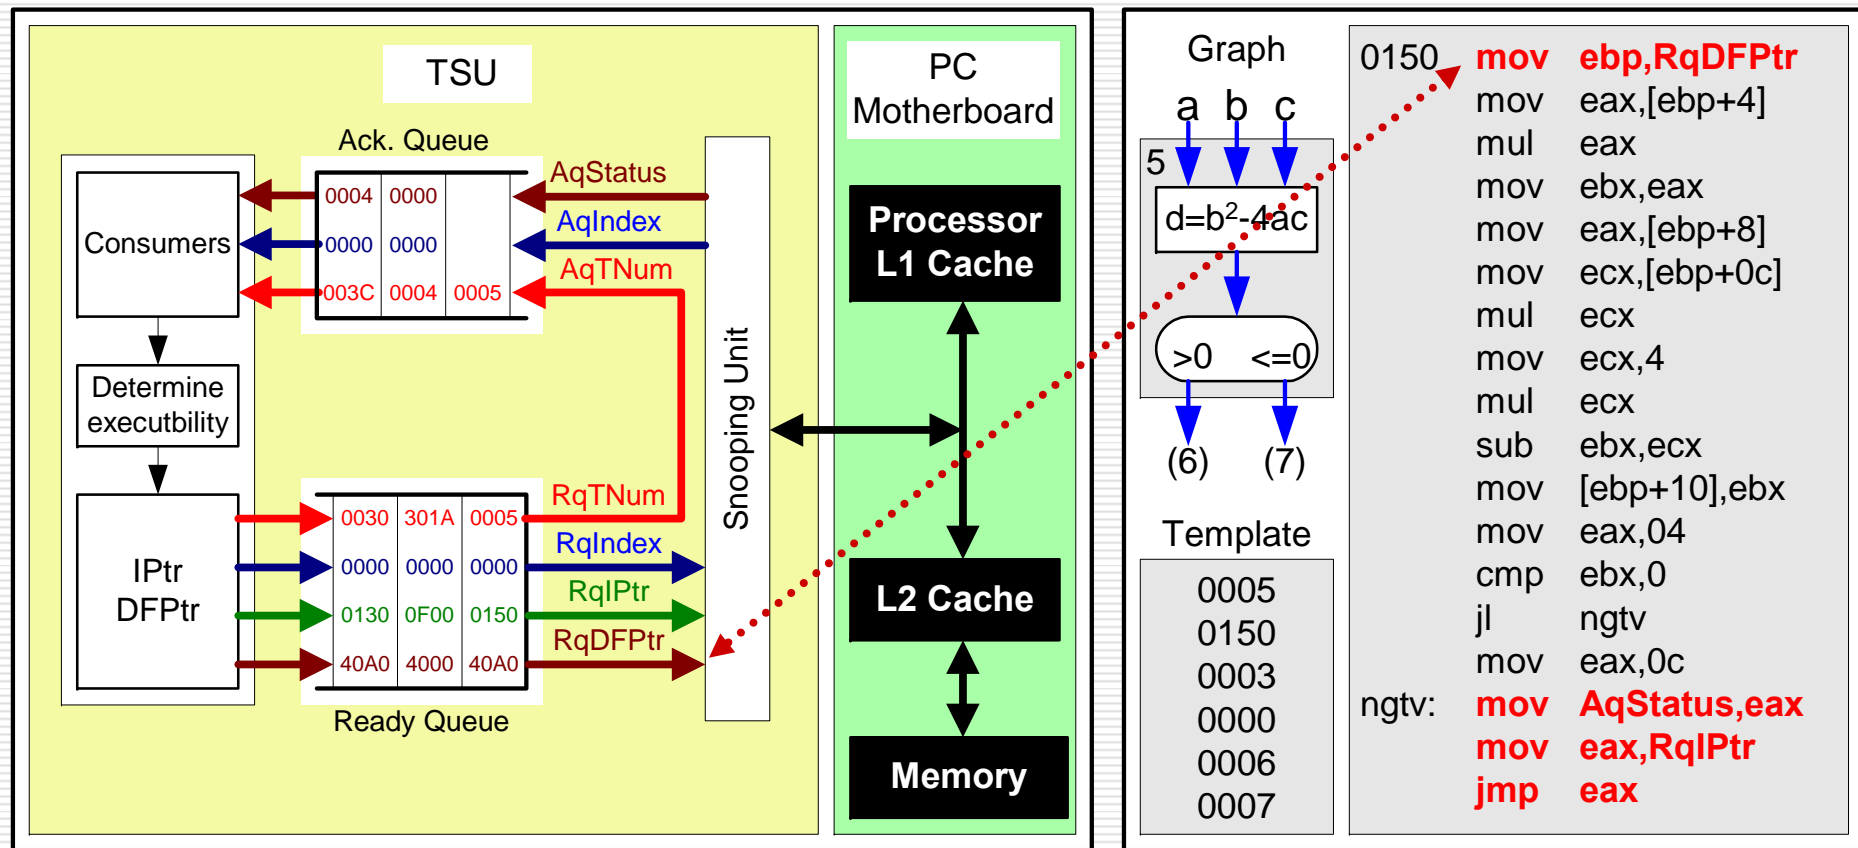 TSU
Ack. Queue
Consumers
0004 0000
0000 0000
003C 0004 0005
AqStatus
AqIndex
AqTNum
Determine
executbility
IPtr
DFPtr
0030 301A 0005
0000 0000 0000
0130 0F00 0150
40A0 4000 40A0
Ready Queue
RqTNum
RqIndex
RqIPtr
RqDFPtr
Snooping Unit
PC
Motherboard
Processor
L1 Cache
L2 Cache
Memory
Graph
a b c
5
d=b²-4ac
>0 <=0
(6) (7)
Template
0005
0150
0003
0000
0006
0007
0150 mov ebp,RqDFPtr
mov eax,[ebp+4]
mul eax
mov ebx,eax
mov eax,[ebp+8]
mov ecx,[ebp+0c]
mul ecx
mov ecx,4
mul ecx
sub ebx,ecx
mov [ebp+10],ebx
mov eax,04
cmp ebx,0
jl ngtv
mov eax,0c
ngtv: mov AqStatus,eax
mov eax,RqIPtr
jmp eax